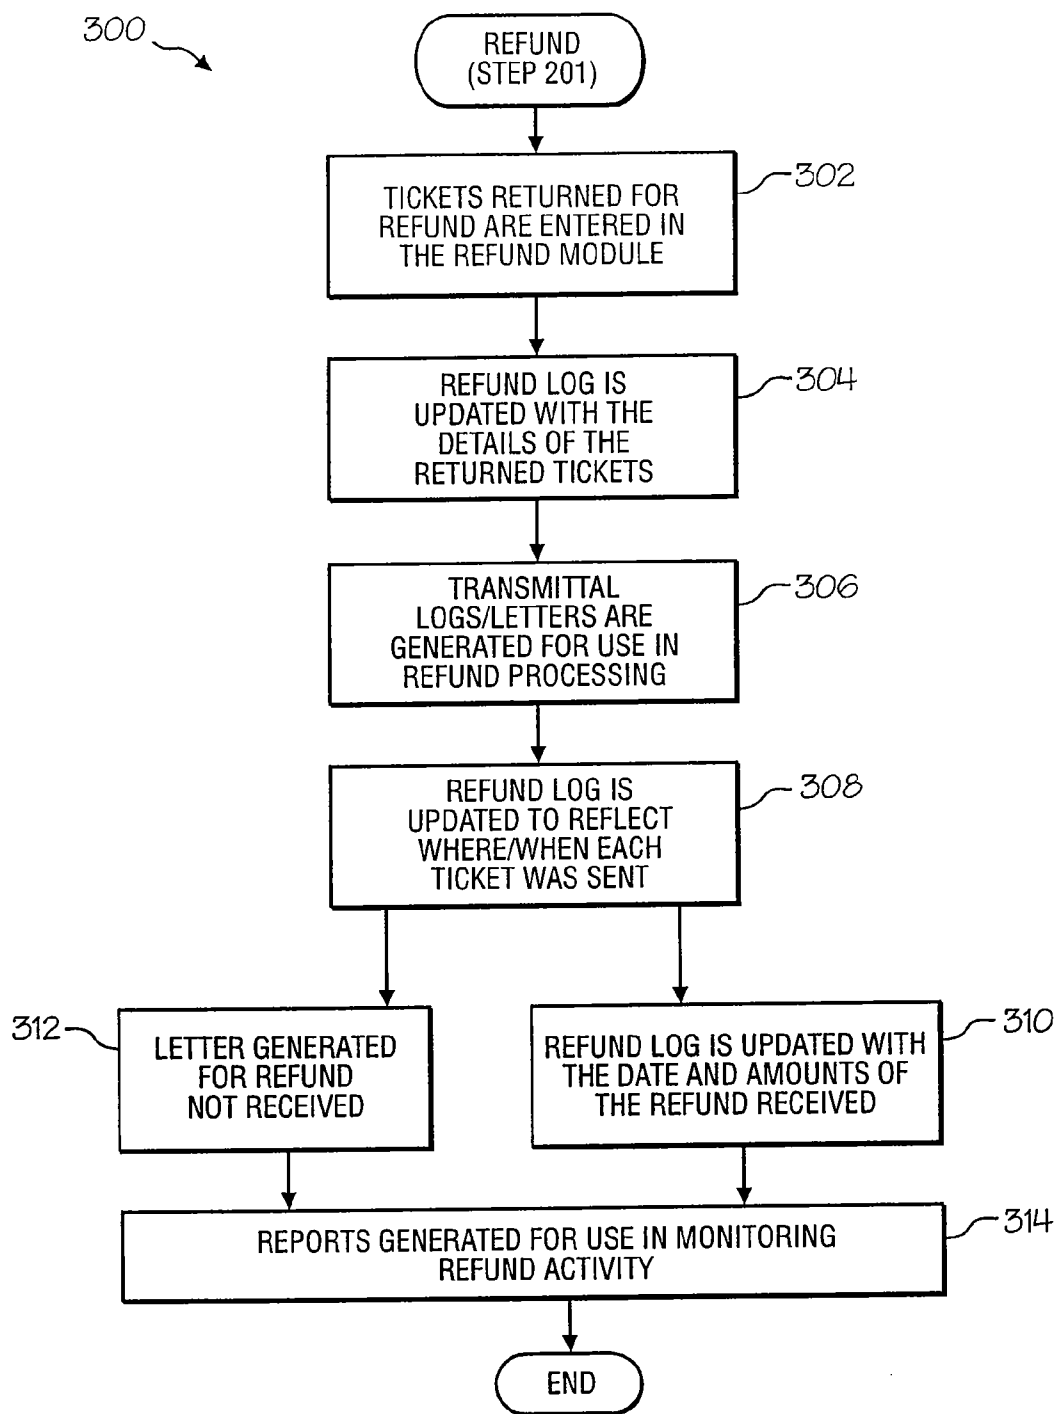 300
REFUND
(STEP 201)
302
TICKETS RETURNED FOR
REFUND ARE ENTERED IN
THE REFUND MODULE
304
REFUND LOG IS
UPDATED WITH THE
DETAILS OF THE
RETURNED TICKETS
306
TRANSMITTAL
LOGS/LETTERS ARE
GENERATED FOR USE IN
REFUND PROCESSING
308
REFUND LOG IS
UPDATED TO REFLECT
WHERE/WHEN EACH
TICKET WAS SENT
312
LETTER GENERATED
FOR REFUND
NOT RECEIVED
310
REFUND LOG IS UPDATED WITH
THE DATE AND AMOUNTS OF
THE REFUND RECEIVED
314
REPORTS GENERATED FOR USE IN MONITORING
REFUND ACTIVITY
END